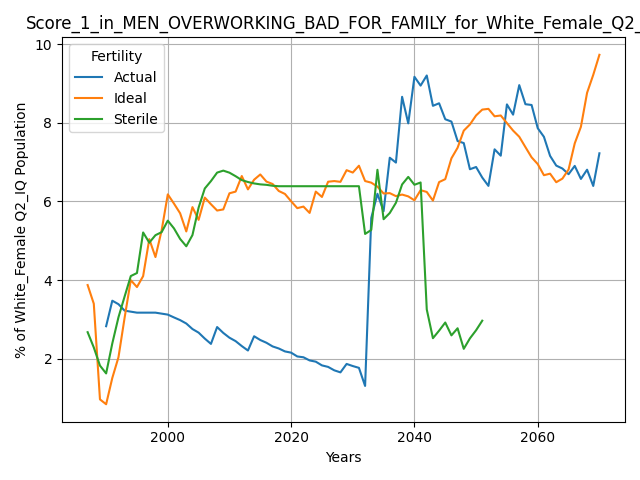 Score_1_in_MEN_OVERWORKING_BAD_FOR_FAMILY_for_White_Female_Q2_
Fertility
Actual
Ideal
Sterile
% of White_Female Q2_IQ Population
10
8
6
4
2
2000 2020 2040 2060
Years